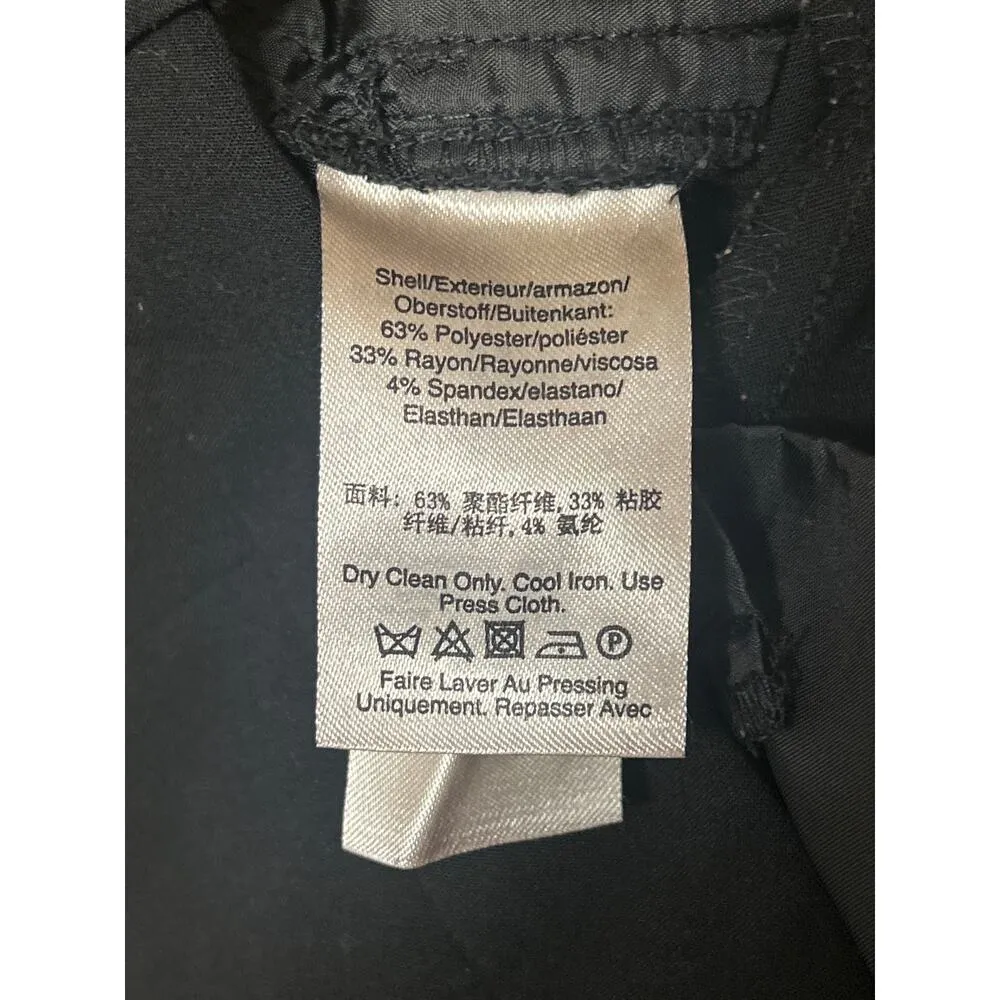 Shell/Exterieur/armazon/
Oberstoff/Buitenkant:
63% Polyester/poliéster
33% Rayon/Rayonne/viscosa
4% Spandex/elastano/
Elasthan/Elasthaan
面料: 63% 聚酯纤维,33% 粘胶
纤维/粘纤,4% 氨纶
Dry Clean Only. Cool Iron. Use
Press Cloth.
P
Faire Laver Au Pressing
Uniquement. Repasser Avec